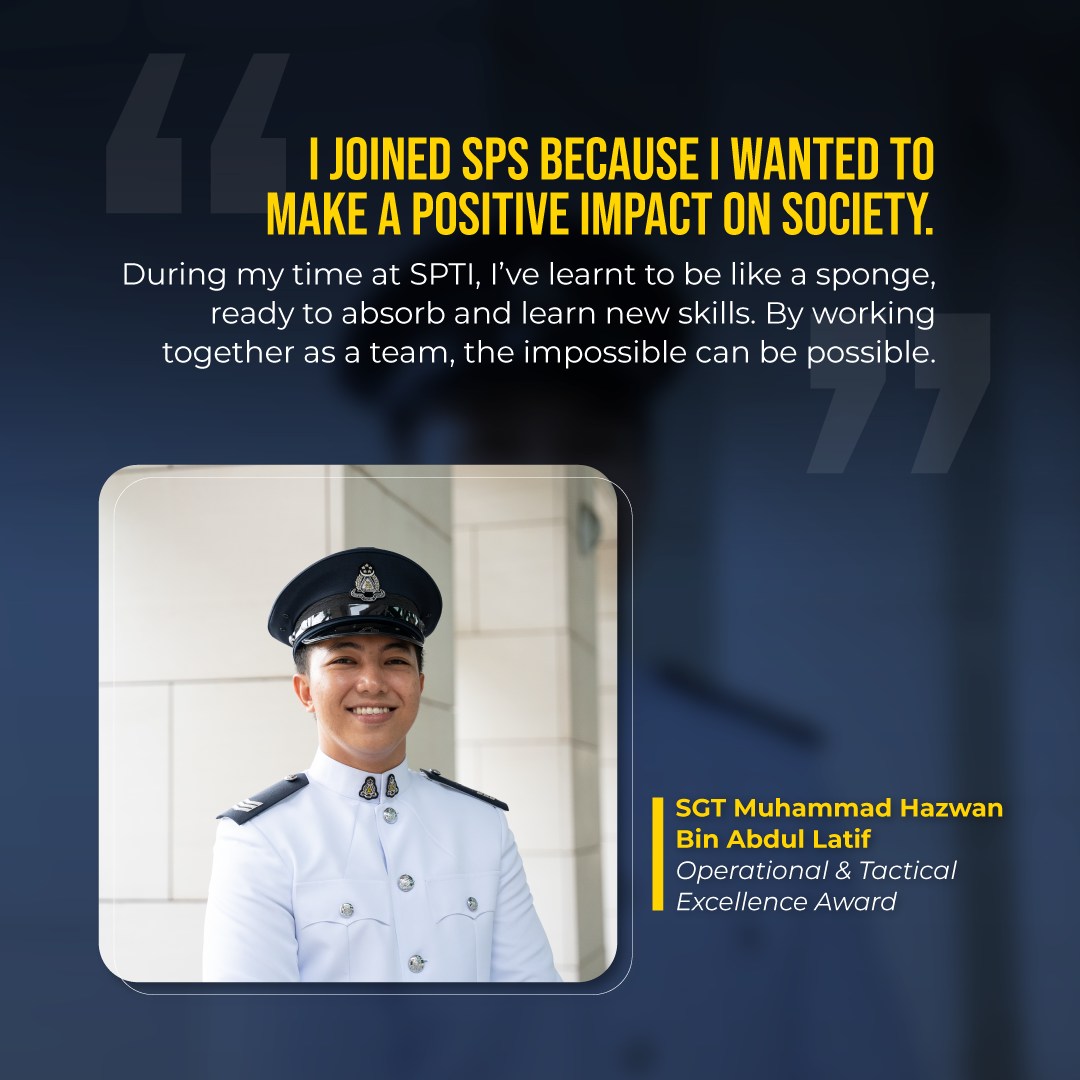 I JOINED SPS BECAUSE I WANTED TO
MAKE A POSITIVE IMPACT ON SOCIETY.
During my time at SPTI, I’ve learnt to be like a sponge,
ready to absorb and learn new skills. By working
together as a team, the impossible can be possible.
SGT Muhammad Hazwan
Bin Abdul Latif
Operational & Tactical
Excellence Award